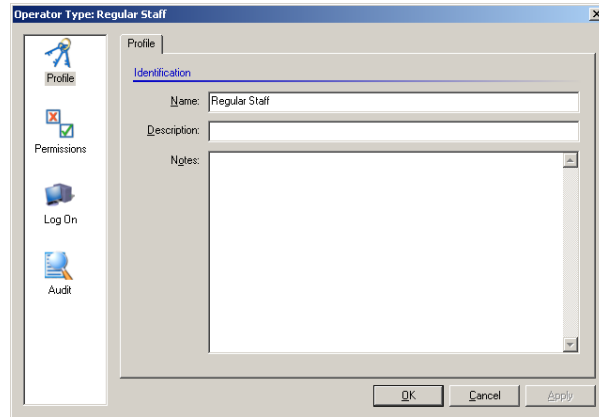 Operator Type: Regular Staff
Profile
Permissions
Log On
Audit
Profile
Identification
Name: Regular Staff
Description:
Notes:
OK Cancel Apply